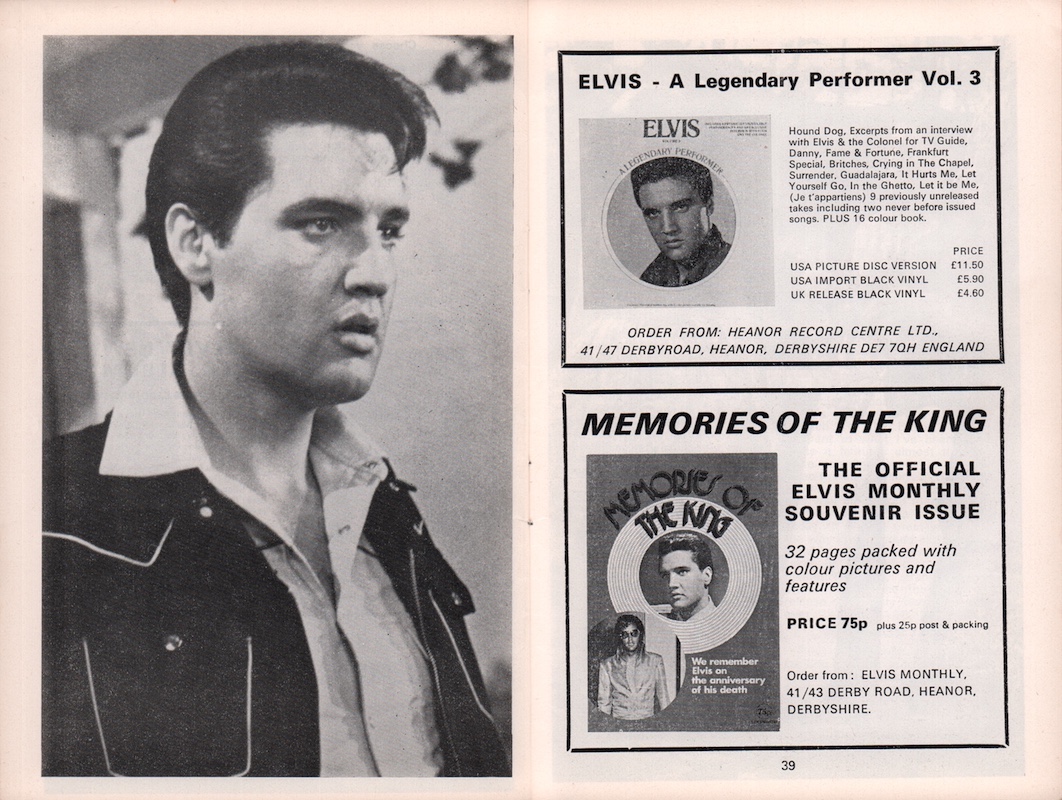 ELVIS - A Legendary Performer Vol. 3
ELVIS
A LEGENDARY PERFORMER
Hound Dog, Excerpts from an interview
with Elvis & the Colonel for TV Guide,
Danny, Fame & Fortune, Frankfurt
Special, Britches, Crying in The Chapel,
Surrender, Guadalajara, It Hurts Me, Let
Yourself Go, In the Ghetto, Let it be Me,
(Je t'appartiens) 9 previously unreleased
takes including two never before issued
songs. PLUS 16 colour book.
PRICE
USA PICTURE DISC VERSION £11.50
USA IMPORT BLACK VINYL £5.90
UK RELEASE BLACK VINYL £4.60
ORDER FROM: HEANOR RECORD CENTRE LTD.,
41/47 DERBYROAD, HEANOR, DERBYSHIRE DE7 7QH ENGLAND
MEMORIES OF THE KING
MEMORIES OF
THE KING
We remember
Elvis on
the anniversary
of his death
75p
THE OFFICIAL
ELVIS MONTHLY
SOUVENIR ISSUE
32 pages packed with
colour pictures and
features
PRICE 75p plus 25p post & packing
Order from: ELVIS MONTHLY,
41/43 DERBY ROAD, HEANOR,
DERBYSHIRE.
39